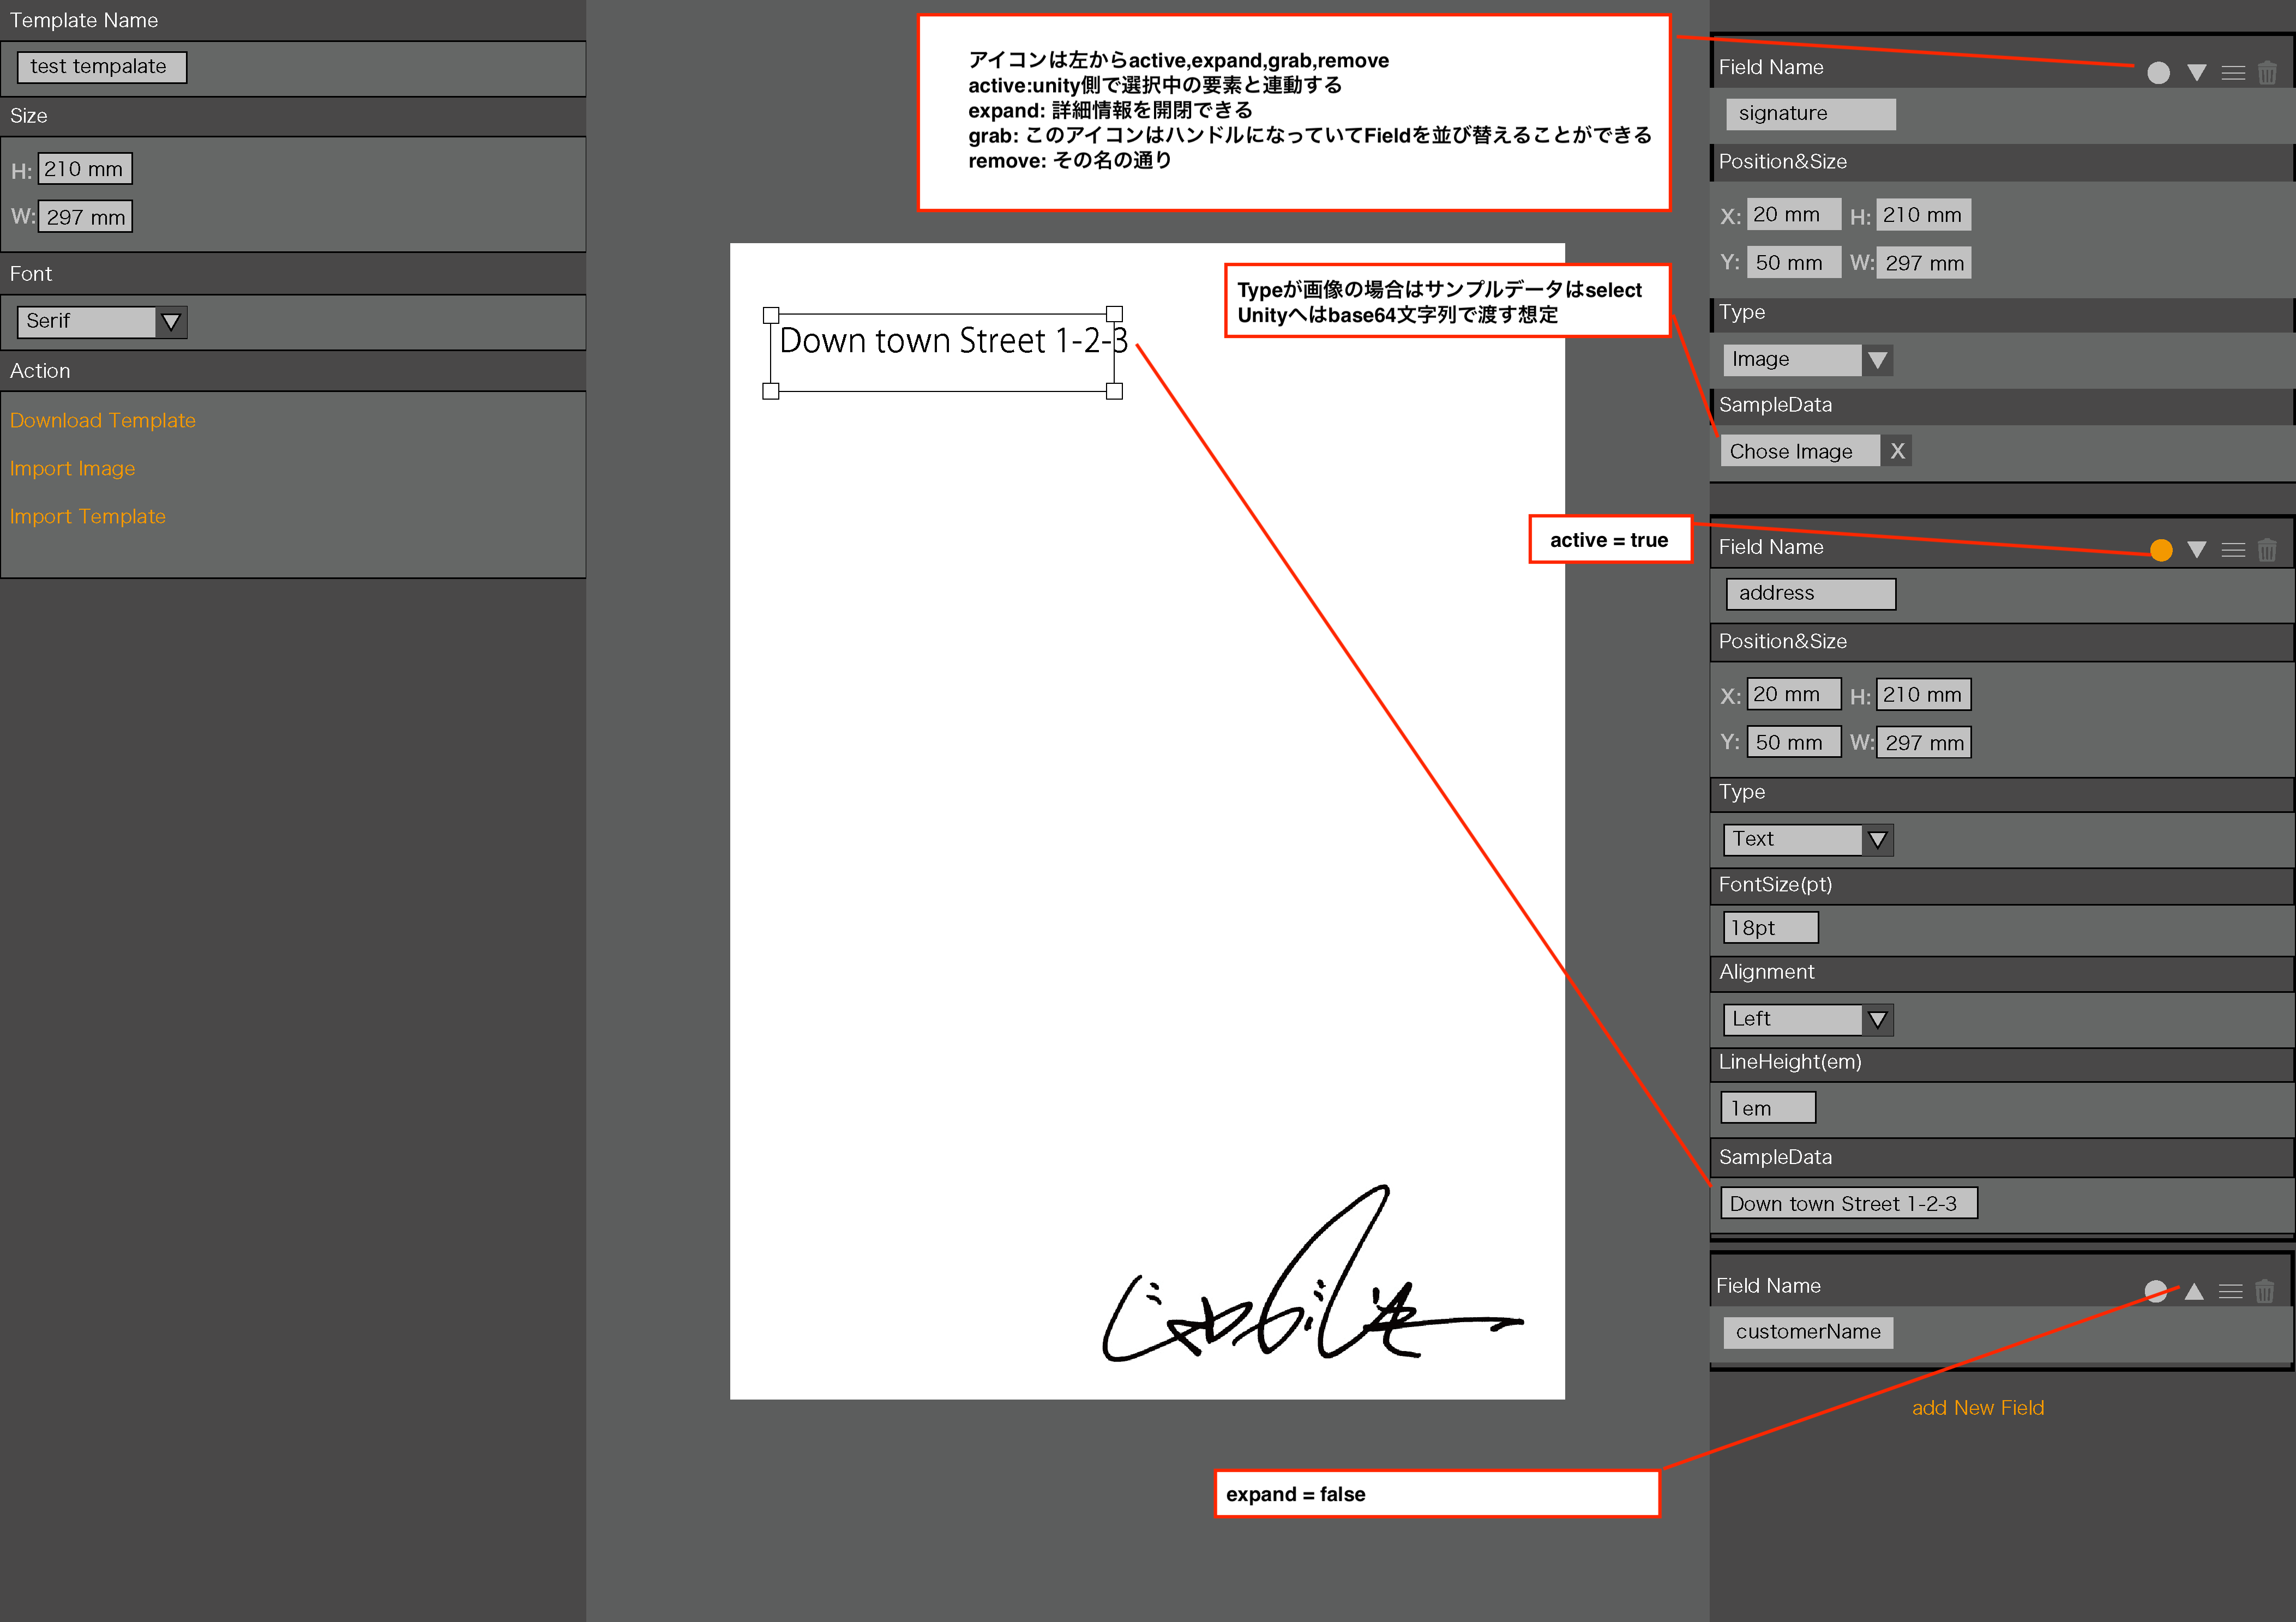 Template Name
test tempalate
Size
H: 210 mm
W: 297 mm
Font
Serif
Action
Download Template
Import Image
Import Template
アイコンは左からactive,expand,grab,remove
active:unity側で選択中の要素と連動する
expand: 詳細情報を開閉できる
grab: このアイコンはハンドルになっていてFieldを並び替えることができる
remove: その名の通り
Down town Street 1-2-3
Typeが画像の場合はサンプルデータはselect
Unityへはbase64文字列で渡す想定
active = true
expand = false
Field Name
signature
Position&Size
X: 20 mm H: 210 mm
Y: 50 mm W: 297 mm
Type
Image
SampleData
Chose Image X
Field Name
address
Position&Size
X: 20 mm H: 210 mm
Y: 50 mm W: 297 mm
Type
Text
FontSize(pt)
18pt
Alignment
Left
LineHeight(em)
1em
SampleData
Down town Street 1-2-3
Field Name
customerName
add New Field